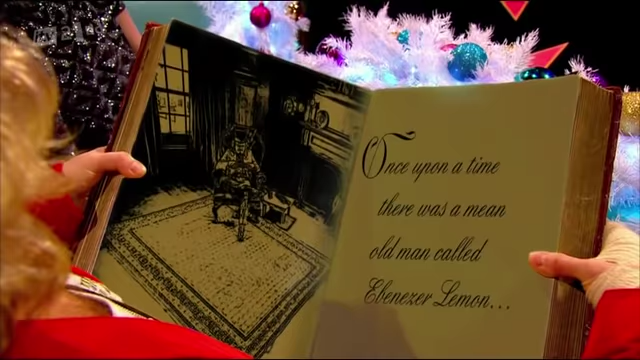 Once upon a time
there was a mean
old man called
Ebenezer Lemon...